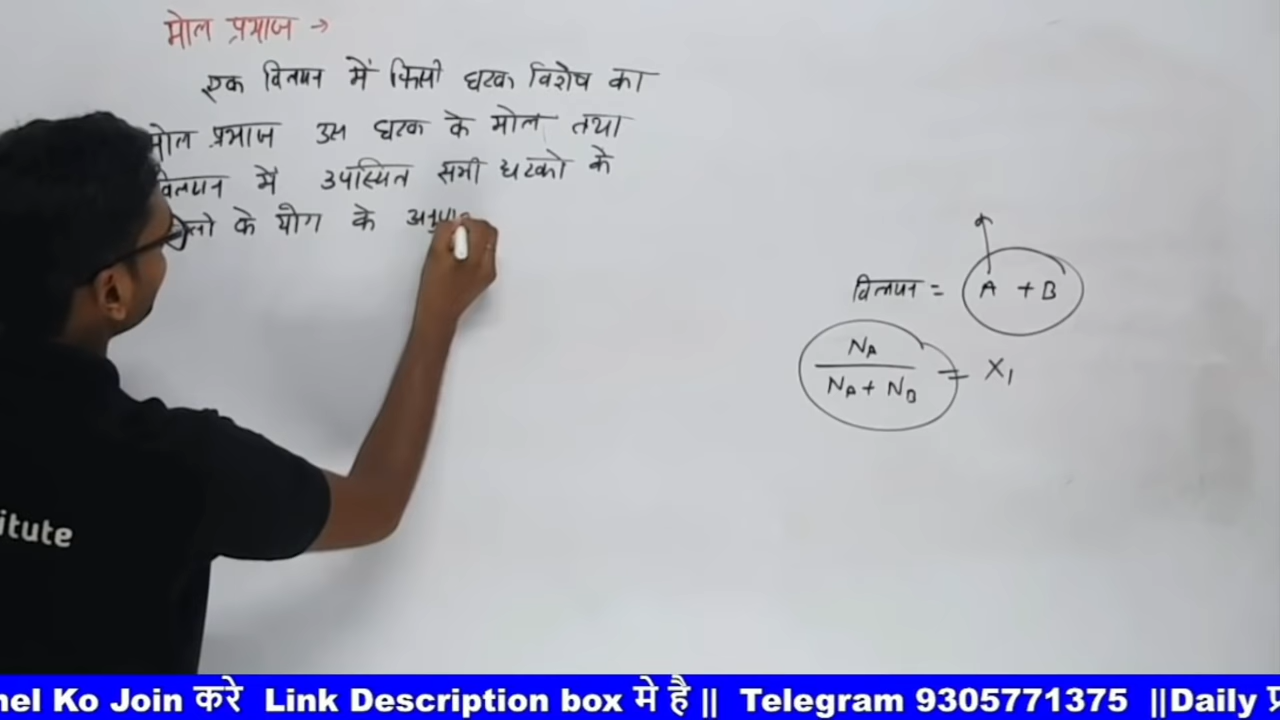 मोल प्रभाज →
एक विलयन में किसी घटक विशेष का
मोल प्रभाज उस घटक के मोल तथा
विलयन में उपस्थित सभी घटको के
लो के योग के अनुपा
विलयन = A + B
N_A
N_A + N_B = X_1
itute
nel Ko Join करे Link Description box मे है || Telegram 9305771375 ||Daily प्र